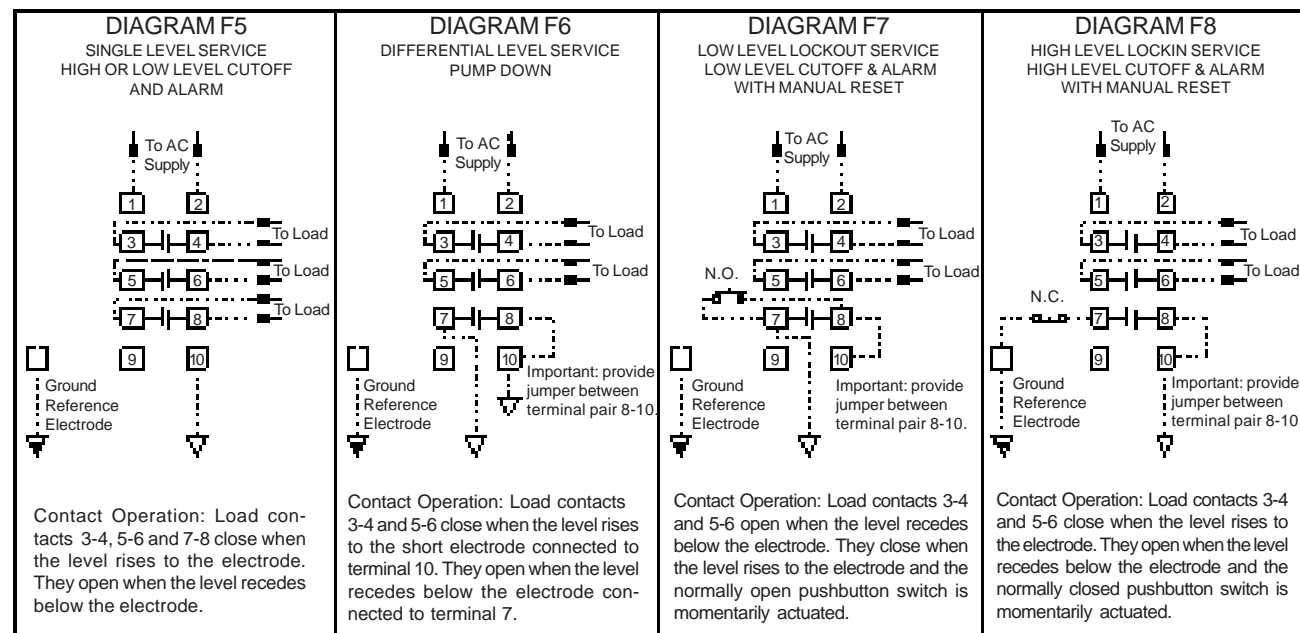 DIAGRAM F5
SINGLE LEVEL SERVICE
HIGH OR LOW LEVEL CUTOFF
AND ALARM
To AC
Supply
1 2
3 4
To Load
5 6
To Load
7 8
To Load
9 10
Ground
Reference
Electrode
Contact Operation: Load con-
tacts 3-4, 5-6 and 7-8 close when
the level rises to the electrode.
They open when the level recedes
below the electrode.
DIAGRAM F6
DIFFERENTIAL LEVEL SERVICE
PUMP DOWN
To AC
Supply
1 2
3 4
To Load
5 6
To Load
7 8
9 10
Ground
Reference
Electrode
Important: provide
jumper between
terminal pair 8-10.
Contact Operation: Load contacts
3-4 and 5-6 close when the level rises
to the short electrode connected to
terminal 10. They open when the level
recedes below the electrode con-
nected to terminal 7.
DIAGRAM F7
LOW LEVEL LOCKOUT SERVICE
LOW LEVEL CUTOFF & ALARM
WITH MANUAL RESET
To AC
Supply
1 2
3 4
To Load
5 6
To Load
N.O.
7 8
9 10
Ground
Reference
Electrode
Important: provide
jumper between
terminal pair 8-10.
Contact Operation: Load contacts 3-4
and 5-6 open when the level recedes
below the electrode. They close when
the level rises to the electrode and the
normally open pushbutton switch is
momentarily actuated.
DIAGRAM F8
HIGH LEVEL LOCKIN SERVICE
HIGH LEVEL CUTOFF & ALARM
WITH MANUAL RESET
To AC
Supply
1 2
3 4
To Load
5 6
To Load
N.C.
7 8
9 10
Ground
Reference
Electrode
Important: provide
jumper between
terminal pair 8-10.
Contact Operation: Load contacts 3-4
and 5-6 close when the level rises to
the electrode. They open when the level
recedes below the electrode and the
normally closed pushbutton switch is
momentarily actuated.